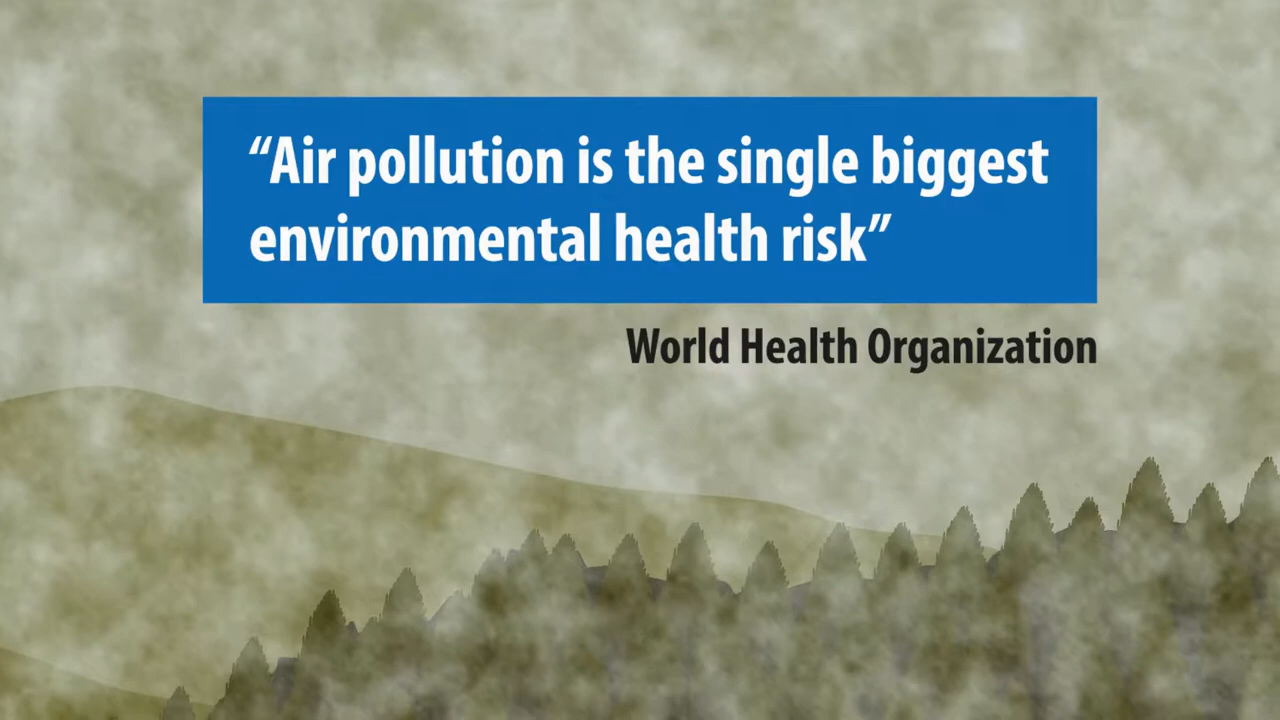 “Air pollution is the single biggest
environmental health risk”
World Health Organization